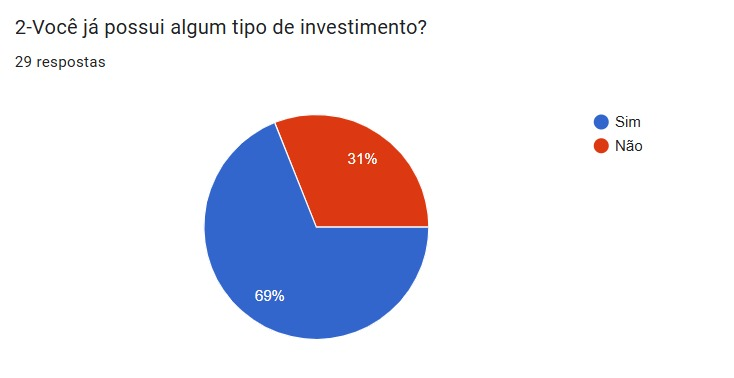 2-Você já possui algum tipo de investimento?
29 respostas
Sim
Não
31%
69%